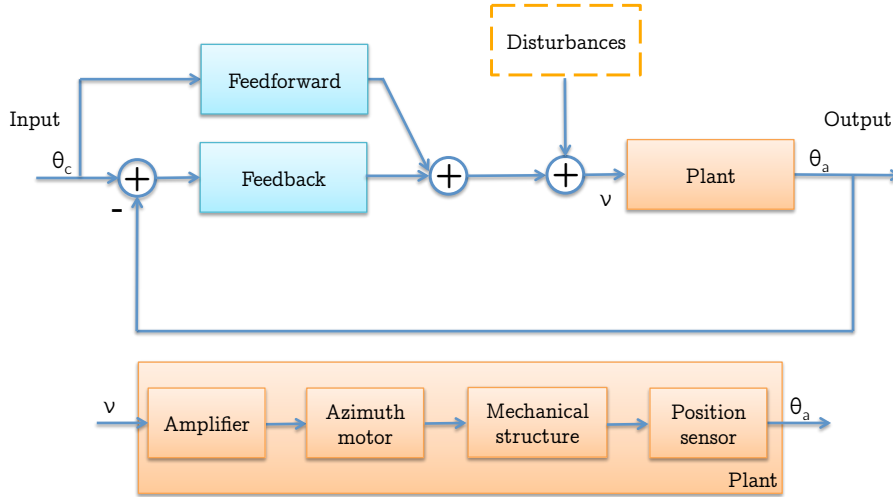 Disturbances
Feedforward
Input
Output
θc
+
Feedback
+
+
ν
Plant
θa
-
ν
Amplifier
Azimuth
motor
Mechanical
structure
Position
sensor
θa
Plant